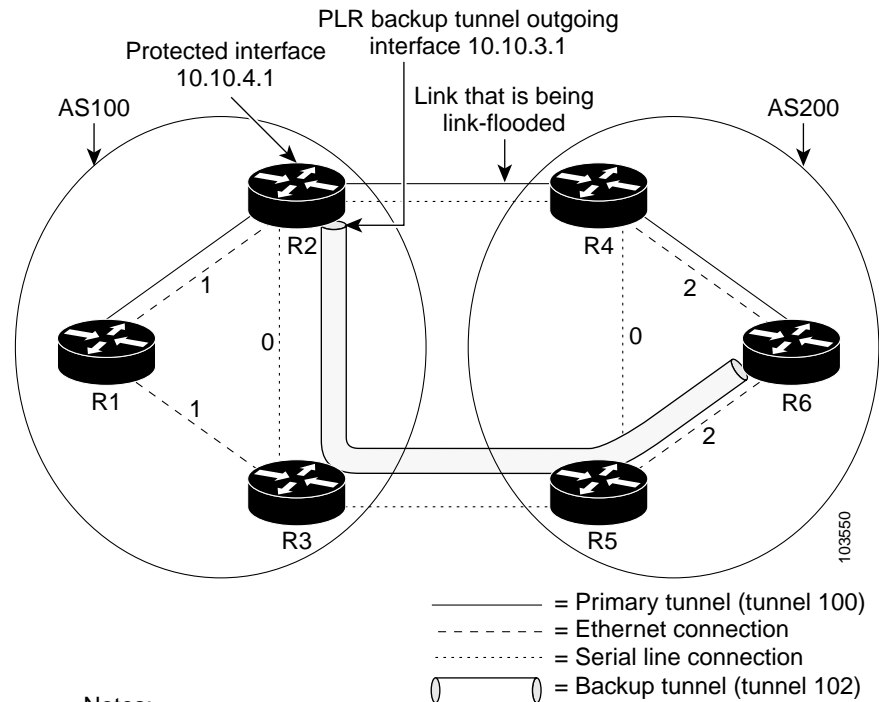 PLR backup tunnel outgoing
interface 10.10.3.1
Protected interface
10.10.4.1
Link that is being
link-flooded
AS100
AS200
R2
R4
1
2
0
0
R1
R6
1
2
R3
R5
103550
= Primary tunnel (tunnel 100)
= Ethernet connection
= Serial line connection
= Backup tunnel (tunnel 102)
Notes: